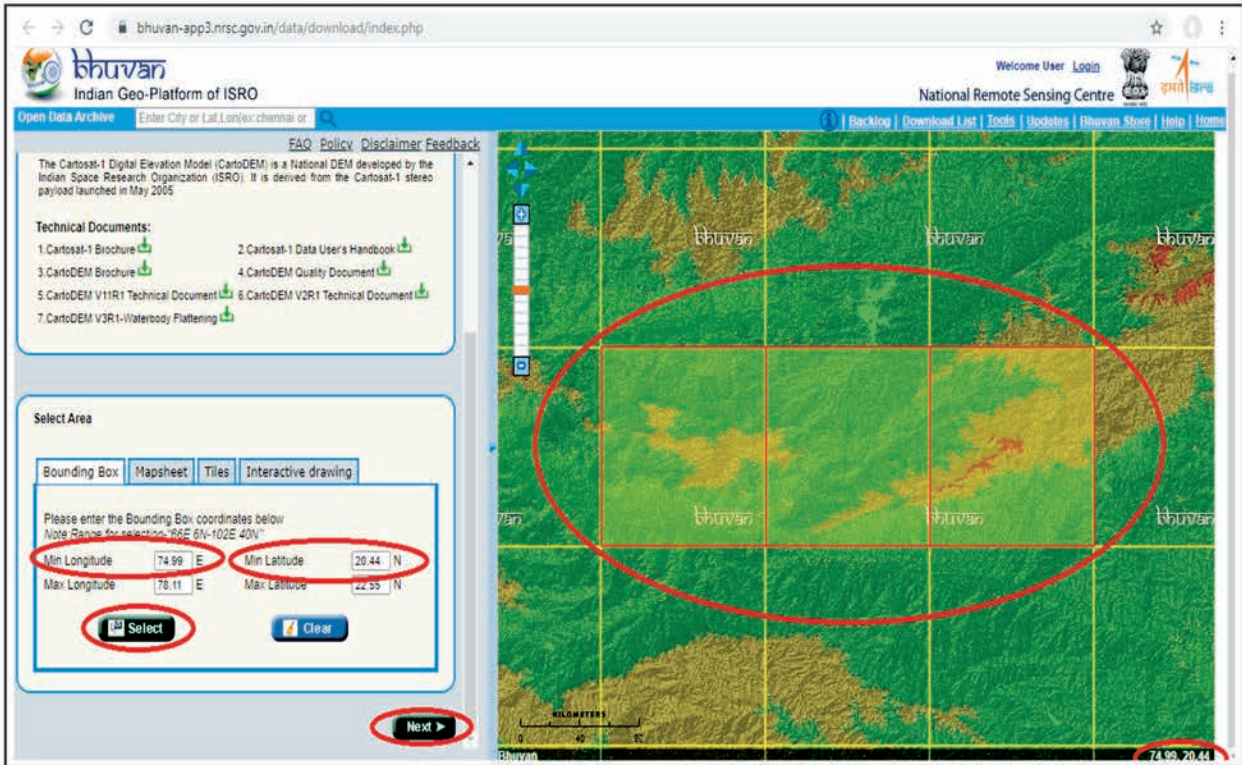 bhuvan-app3.nrsc.gov.in/data/download/index.php
bhuvan
Indian Geo-Platform of ISRO
Welcome User Login
National Remote Sensing Centre
इसरो isro
Open Data Archive
Enter City or Lat,Lon(ex:chennai or
| Backlog | Download List | Tools | Updates | Bhuvan Store | Help | Home
FAQ Policy Disclaimer Feedback
The Cartosat-1 Digital Elevation Model (CartoDEM) is a National DEM developed by the
Indian Space Research Organization (ISRO). It is derived from the Cartosat-1 stereo
payload launched in May 2005
Technical Documents:
1.Cartosat-1 Brochure 2.Cartosat-1 Data User's Handbook
3.CartoDEM Brochure 4.CartoDEM Quality Document
5.CartoDEM V11R1 Technical Document 6.CartoDEM V2R1 Technical Document
7.CartoDEM V3R1-Waterbody Flattening
Select Area
Bounding Box Mapsheet Tiles Interactive drawing
Please enter the Bounding Box coordinates below
Note Range for selection-"66E 6N-102E 40N"
Min Longitude 74.99 E Min Latitude 20.44 N
Max Longitude 78.11 E Max Latitude 22.55 N
Select Clear
Next
bhuvan bhuvan bhuvan
bhuvan bhuvan bhuvan
KILOMETERS
0 40
Bhuvan
74.99, 20.44